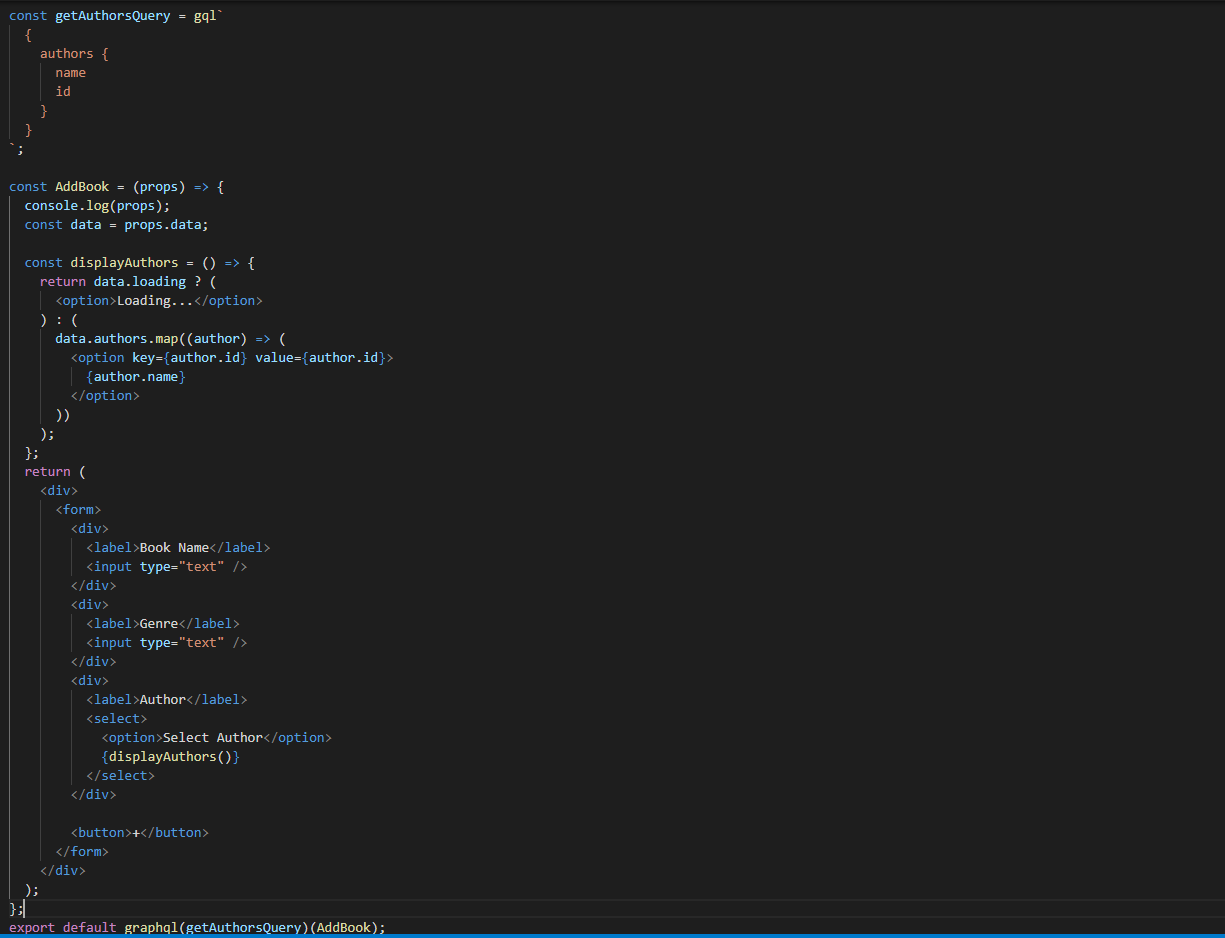 const getAuthorsQuery = gql`
  {
    authors {
      name
      id
    }
  }
`;

const AddBook = (props) => {
  console.log(props);
  const data = props.data;

  const displayAuthors = () => {
    return data.loading ? (
      <option>Loading...</option>
    ) : (
      data.authors.map((author) => (
        <option key={author.id} value={author.id}>
          {author.name}
        </option>
      ))
    );
  };
  return (
    <div>
      <form>
        <div>
          <label>Book Name</label>
          <input type="text" />
        </div>
        <div>
          <label>Genre</label>
          <input type="text" />
        </div>
        <div>
          <label>Author</label>
          <select>
            <option>Select Author</option>
            {displayAuthors()}
          </select>
        </div>

        <button>+</button>
      </form>
    </div>
  );
};
export default graphql(getAuthorsQuery)(AddBook);